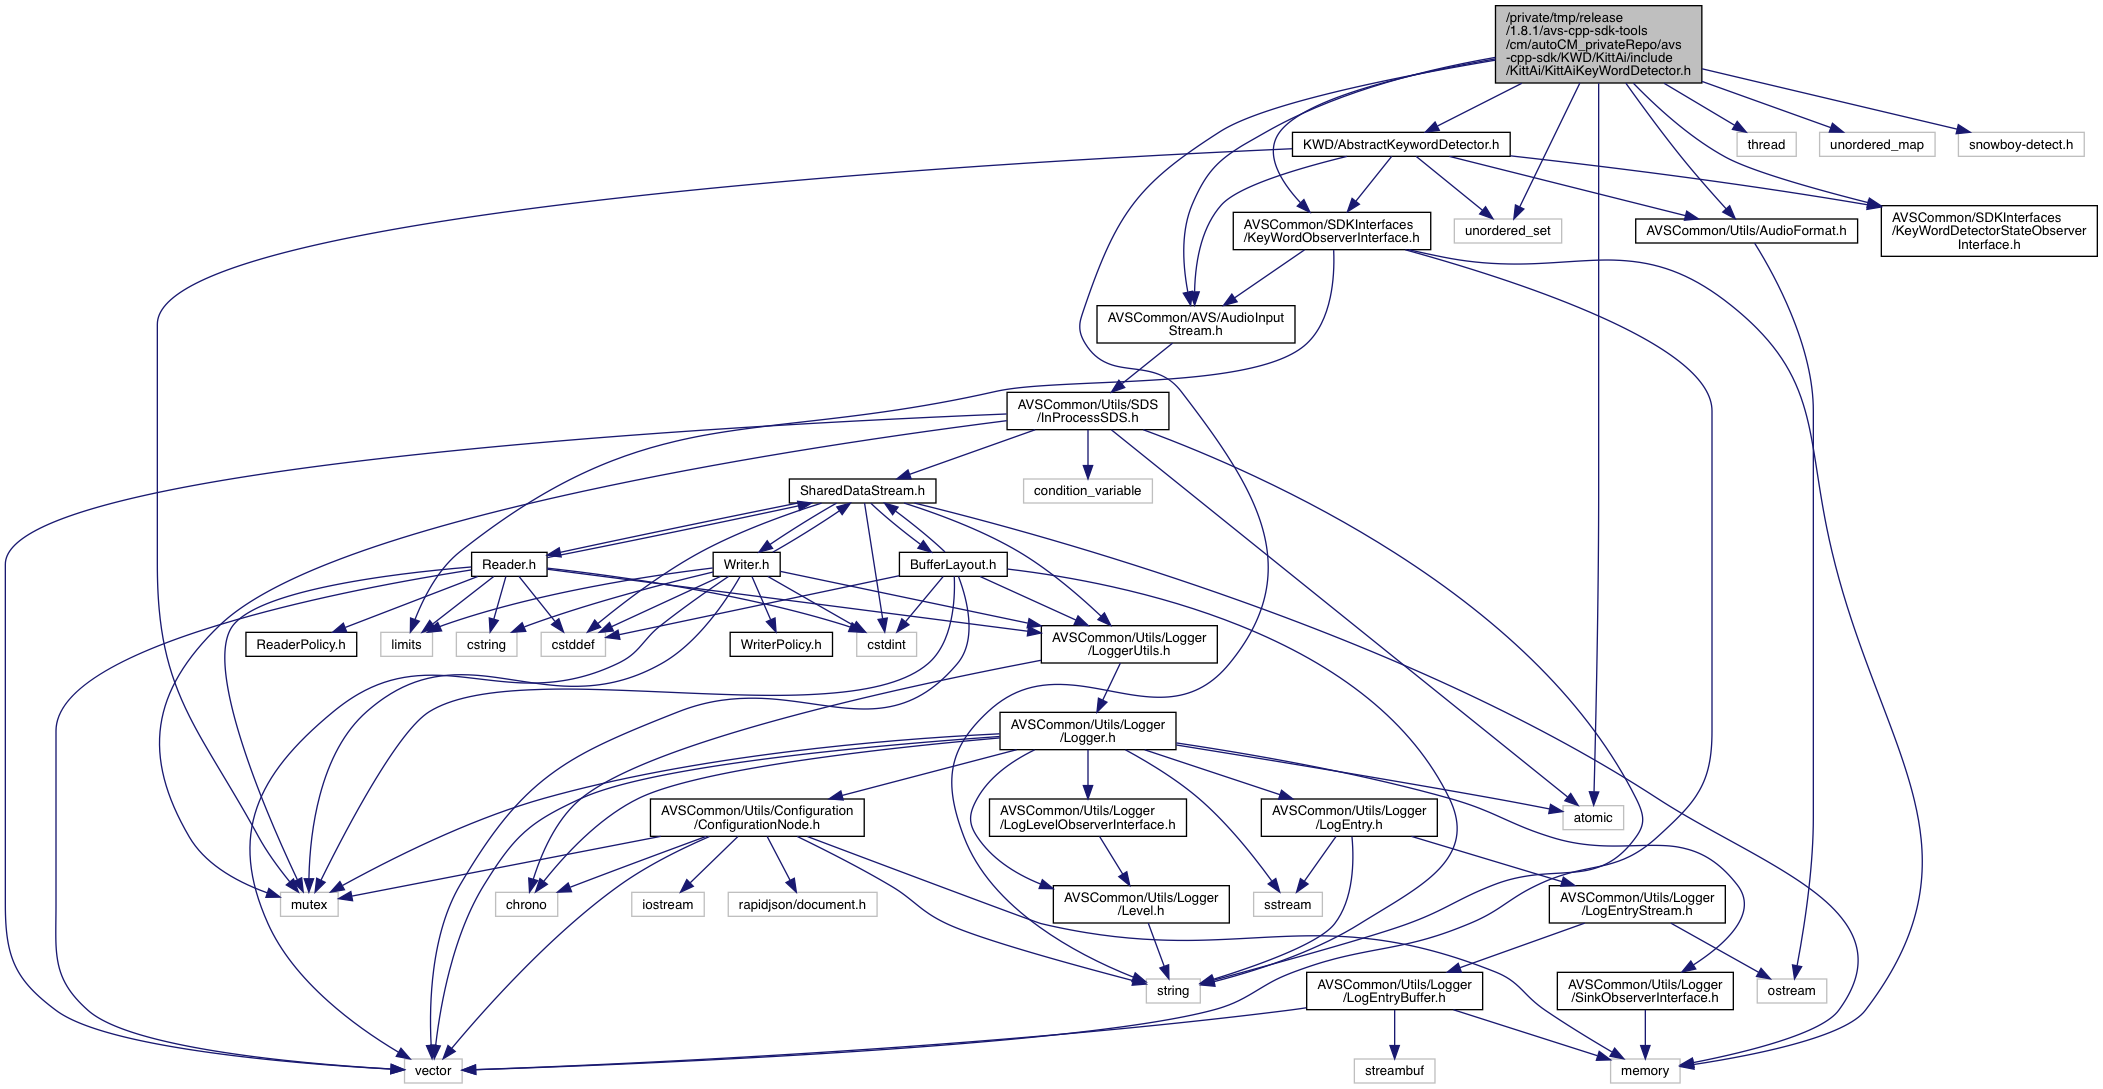 /private/tmp/release
/1.8.1/avs-cpp-sdk-tools
/cm/autoCM_privateRepo/avs
-cpp-sdk/KWD/KittAi/include
/KittAi/KittAiKeyWordDetector.h
KWD/AbstractKeywordDetector.h
thread
unordered_map
snowboy-detect.h
AVSCommon/SDKInterfaces
/KeyWordObserverInterface.h
unordered_set
AVSCommon/Utils/AudioFormat.h
AVSCommon/SDKInterfaces
/KeyWordDetectorStateObserver
Interface.h
AVSCommon/AVS/AudioInput
Stream.h
AVSCommon/Utils/SDS
/InProcessSDS.h
SharedDataStream.h
condition_variable
Reader.h
Writer.h
BufferLayout.h
ReaderPolicy.h
limits
cstring
cstddef
WriterPolicy.h
cstdint
AVSCommon/Utils/Logger
/LoggerUtils.h
AVSCommon/Utils/Logger
/Logger.h
AVSCommon/Utils/Configuration
/ConfigurationNode.h
AVSCommon/Utils/Logger
/LogLevelObserverInterface.h
AVSCommon/Utils/Logger
/LogEntry.h
atomic
mutex
chrono
iostream
rapidjson/document.h
AVSCommon/Utils/Logger
/Level.h
sstream
AVSCommon/Utils/Logger
/LogEntryStream.h
string
AVSCommon/Utils/Logger
/LogEntryBuffer.h
AVSCommon/Utils/Logger
/SinkObserverInterface.h
ostream
vector
streambuf
memory